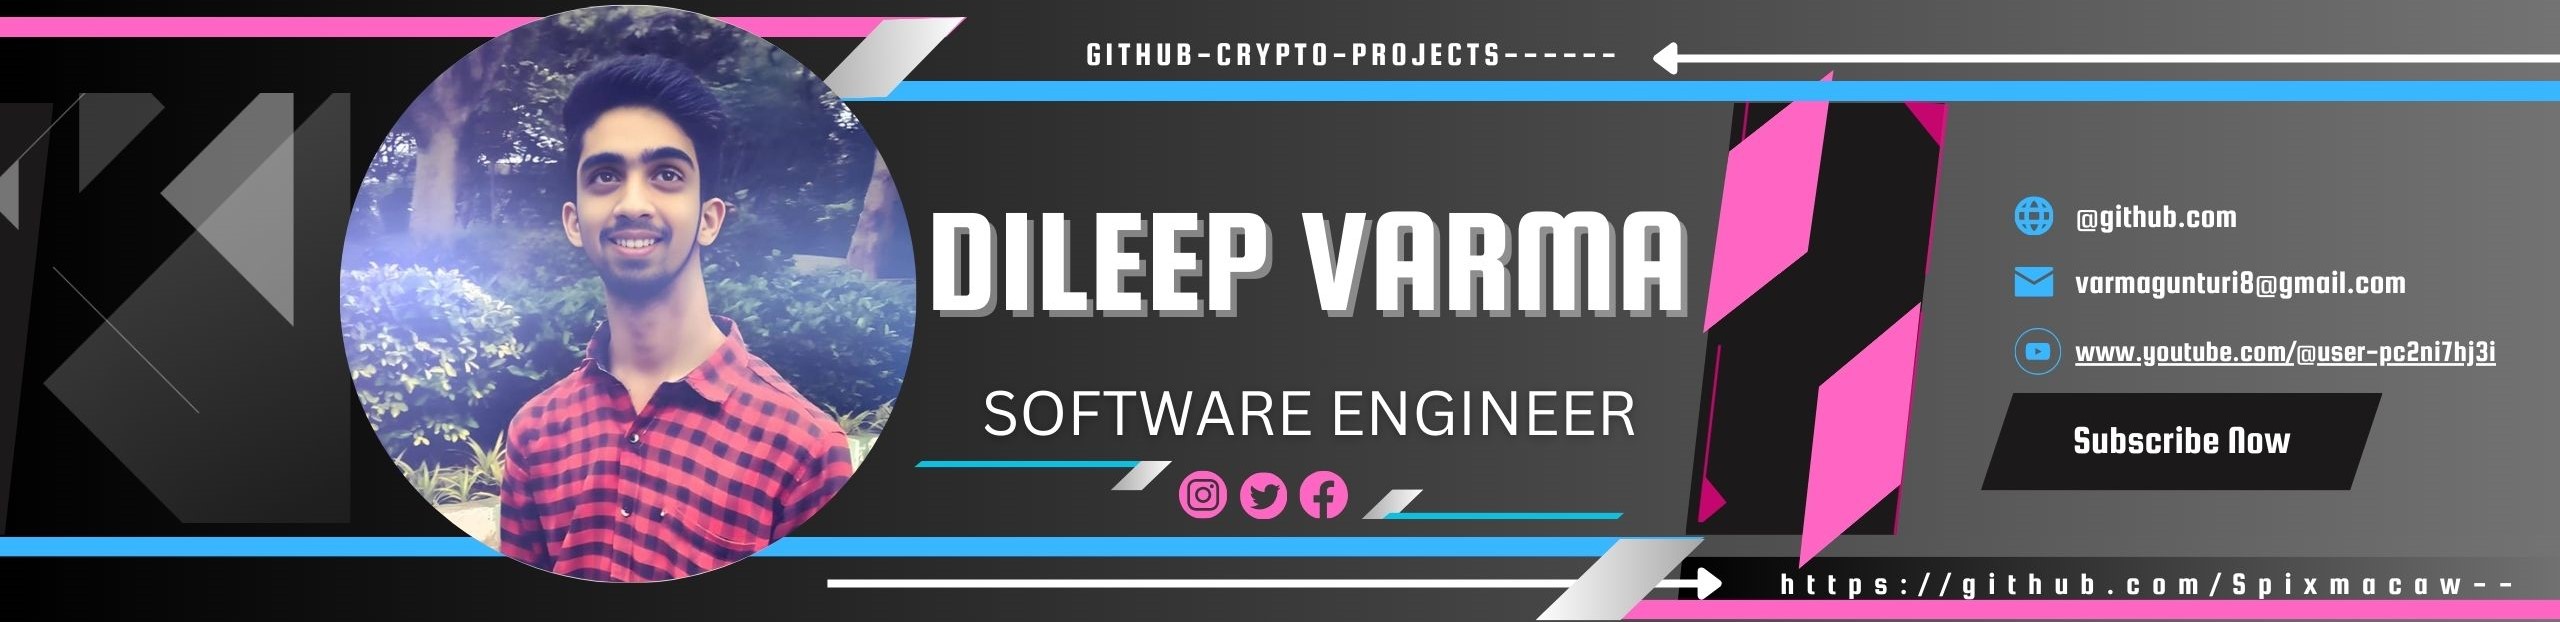 GITHUB-CRYPTO-PROJECTS------
DILEEP VARMA
SOFTWARE ENGINEER
@github.com
varmagunturi8@gmail.com
www.youtube.com/@user-pc2ni7hj3i
Subscribe Now
https://github.com/Spixmacaw--